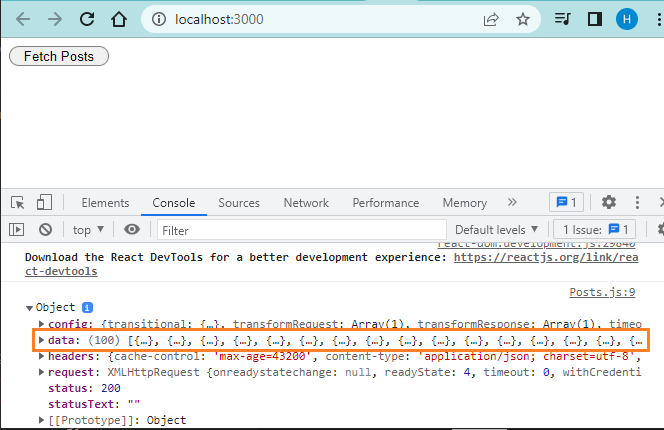 localhost:3000
H
Fetch Posts
Elements Console Sources Network Performance Memory » 1
top ▼ Filter Default levels ▼ 1 Issue: 1
react-dom.development.js:29840
Download the React DevTools for a better development experience: https://reactjs.org/link/rea
ct-devtools
Posts.js:9
▼Object i
▶config: {transitional: {…}, transformRequest: Array(1), transformResponse: Array(1), timeo
▶data: (100) [{…}, {…}, {…}, {…}, {…}, {…}, {…}, {…}, {…}, {…}, {…}, {…}, {…}, {…}, {…}, {…
▶headers: {cache-control: 'max-age=43200', content-type: 'application/json; charset=utf-8',
▶request: XMLHttpRequest {onreadystatechange: null, readyState: 4, timeout: 0, withCredenti
status: 200
statusText: ""
▶[[Prototype]]: Object